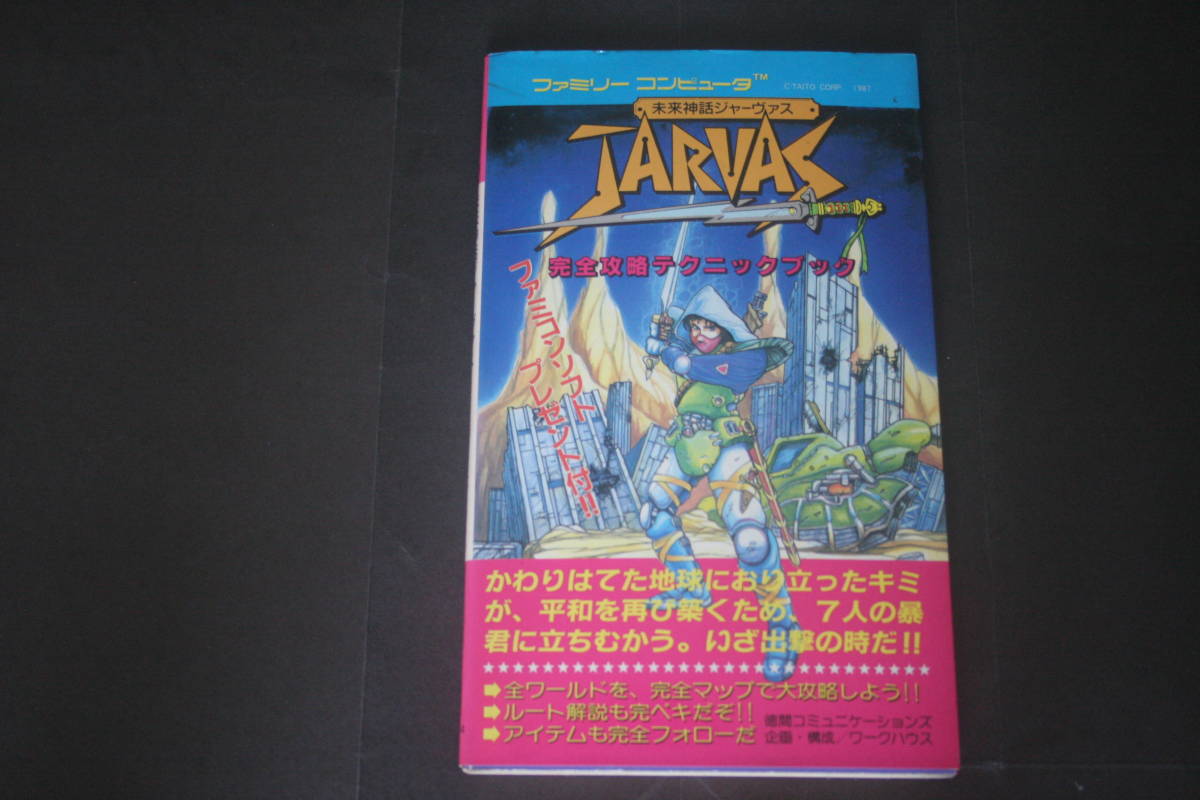 ファミリー コンピュータ™
©TAITO CORP. 1987
未来神話ジャーヴァス
JARVAS
完全攻略テクニックブック
ファミコンソフト
プレゼント付!!
かわりはてた地球におり立ったキミ
が、平和を再び築くため、7人の暴
君に立ちむかう。いざ出撃の時だ!!
★★★★★★★★★★★★★★★★★★★★★★★★★★★★★★
➡全ワールドを、完全マップで大攻略しよう!!
➡ルート解説も完ペキだぞ!!
➡アイテムも完全フォローだ
徳間コミュニケーションズ
企画・構成/ワークハウス